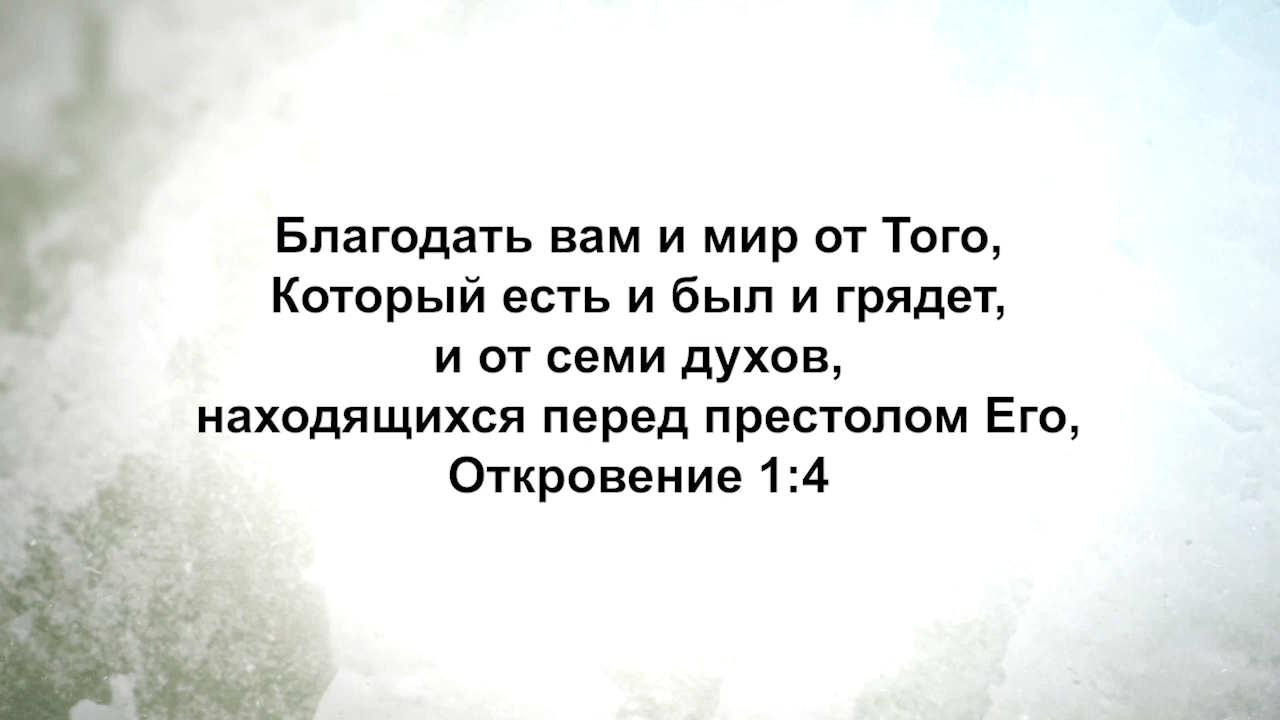 Благодать вам и мир от Того,
Который есть и был и грядет,
и от семи духов,
находящихся перед престолом Его,
Откровение 1:4